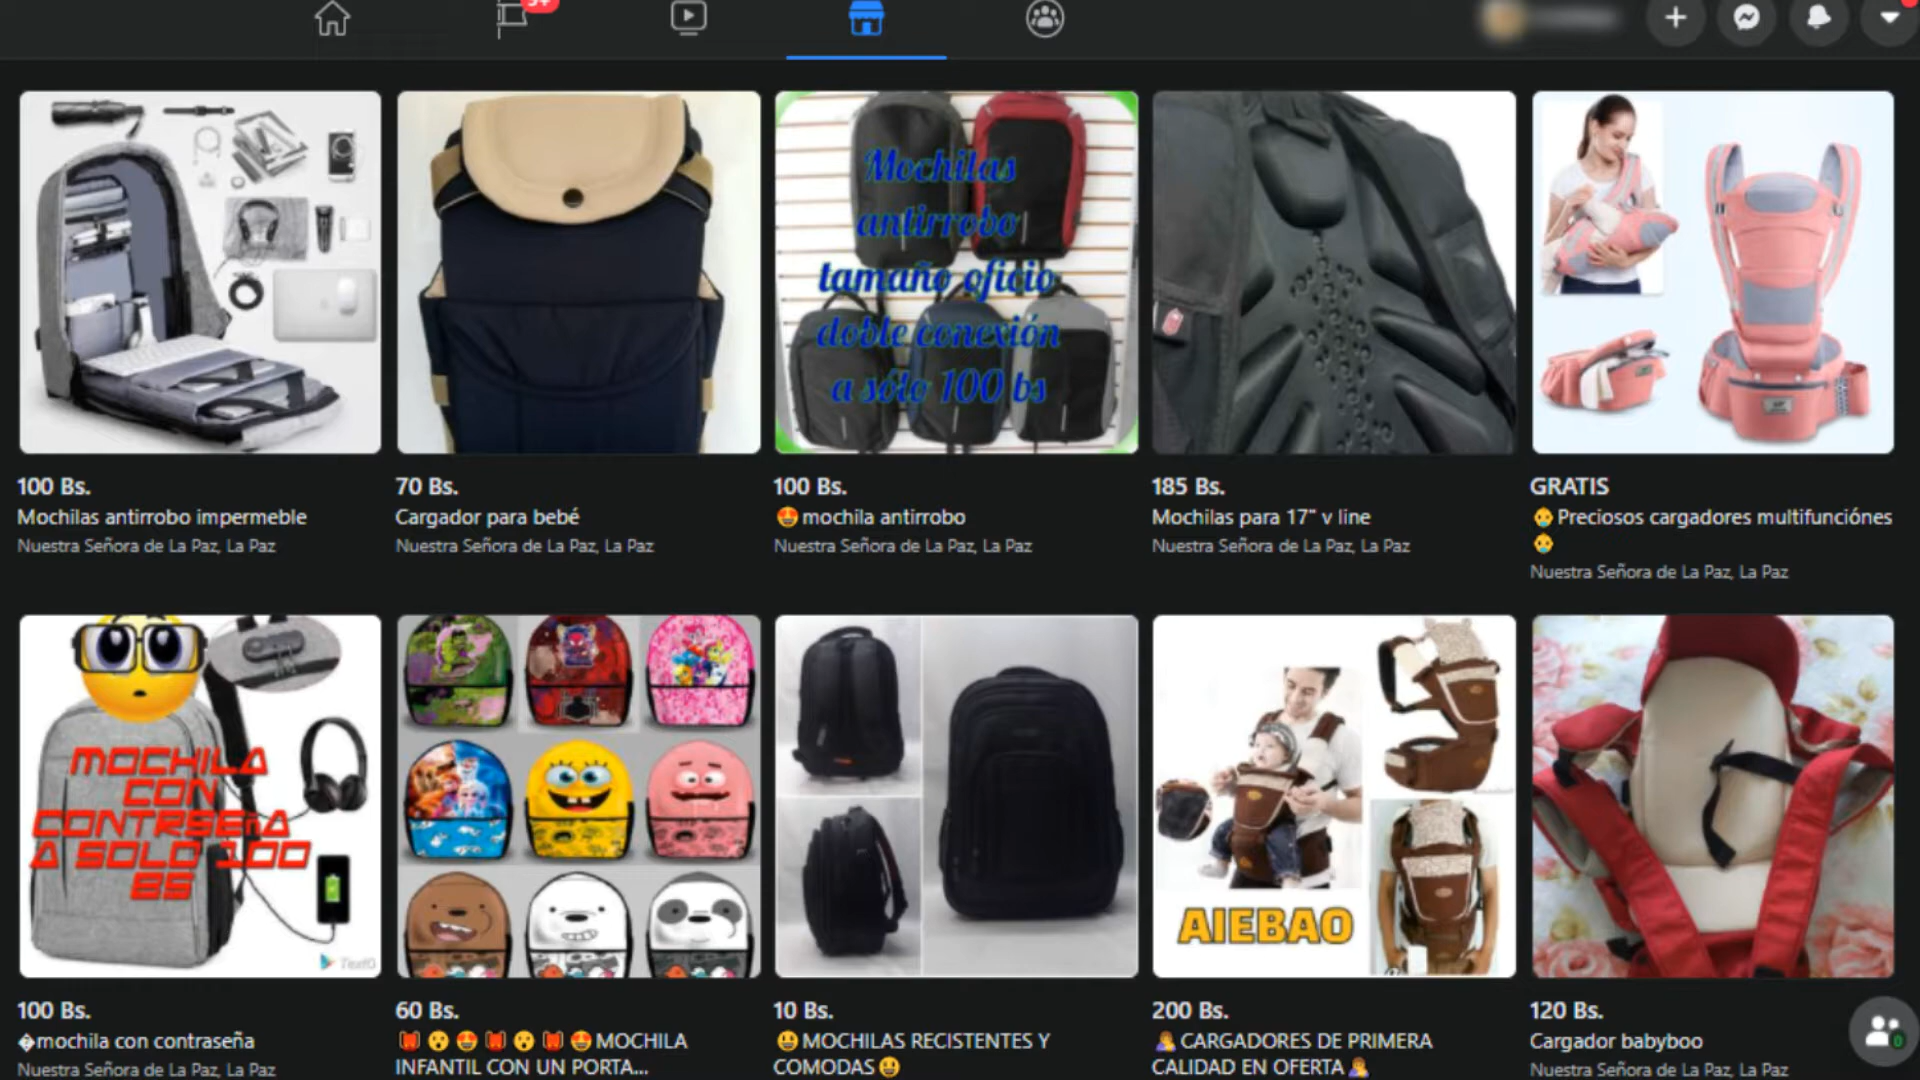 9+
Mochilas
antirrobo
tamaño oficio
doble conexión
a sólo 100 bs
100 Bs.
Mochilas antirrobo impermeble
Nuestra Señora de La Paz, La Paz
70 Bs.
Cargador para bebé
Nuestra Señora de La Paz, La Paz
100 Bs.
🤩mochila antirrobo
Nuestra Señora de La Paz, La Paz
185 Bs.
Mochilas para 17" v line
Nuestra Señora de La Paz, La Paz
GRATIS
👶Preciosos cargadores multifunciónes
👶
Nuestra Señora de La Paz, La Paz
MOCHILA
CON
CONTRSEñA
A SOLO 100
BS
TextO
AIEBAO
100 Bs.
�mochila con contraseña
Nuestra Señora de La Paz, La Paz
60 Bs.
🎒😮🤩🎒😮🎒🤩MOCHILA
INFANTIL CON UN PORTA...
10 Bs.
😃MOCHILAS RECISTENTES Y
COMODAS😃
200 Bs.
🤱CARGADORES DE PRIMERA
CALIDAD EN OFERTA🤱
120 Bs.
Cargador babyboo
Nuestra Señora de La Paz, La Paz
0